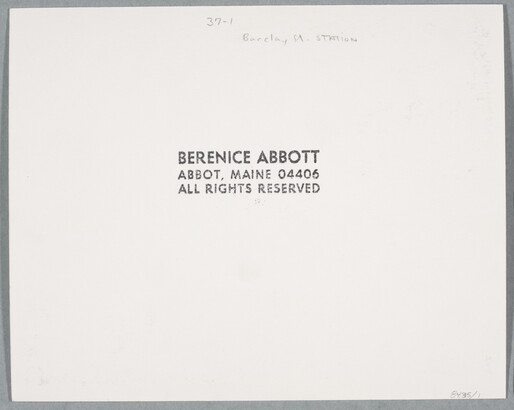 37-1
Barclay St. STATION
BERENICE ABBOTT
ABBOT, MAINE 04406
ALL RIGHTS RESERVED